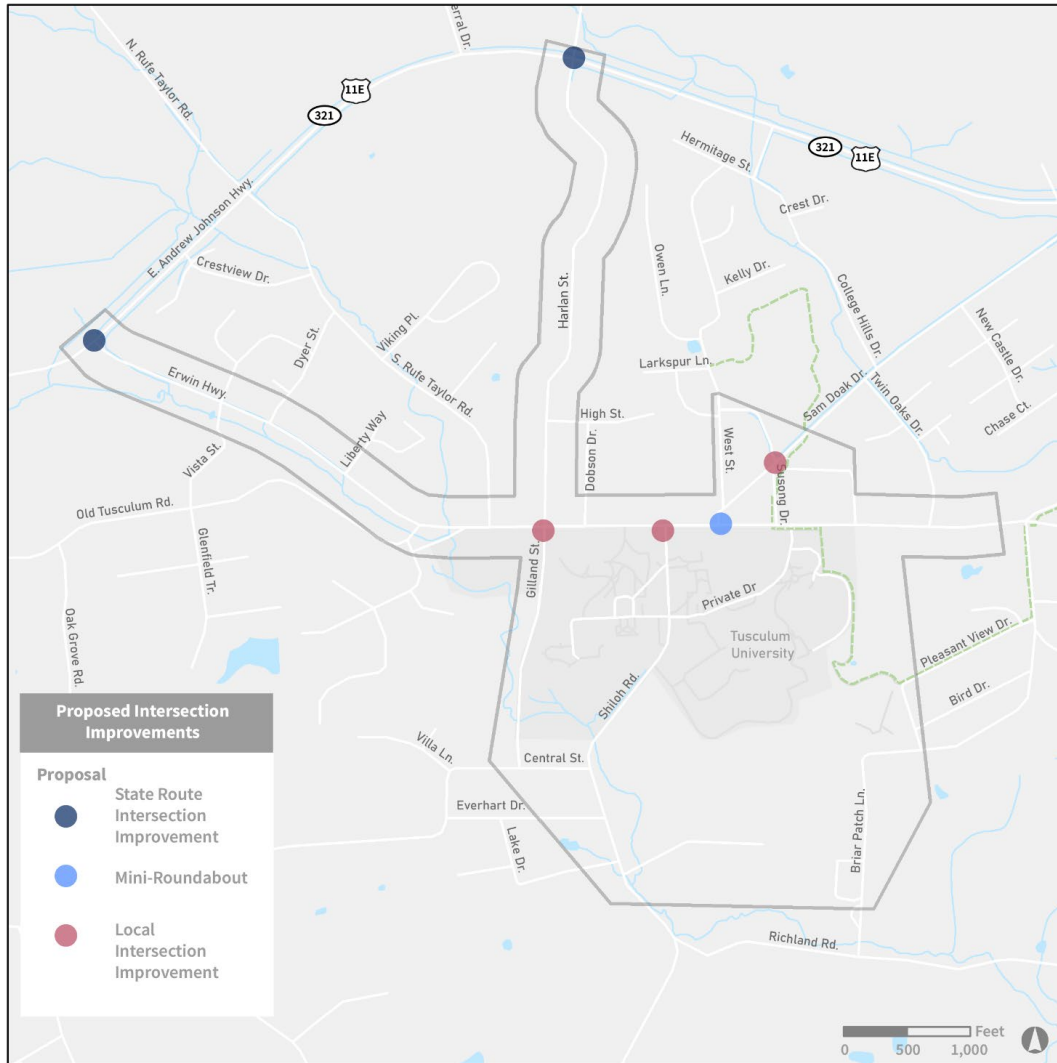 N. Rufe Taylor Rd.
erral Dr.
11E
321
E. Andrew Johnson Hwy.
Crestview Dr.
Dyer St.
Viking Pl.
S. Rufe Taylor Rd.
Erwin Hwy.
Liberty Way
Vista St.
Old Tusculum Rd.
Glenfield Tr.
Oak Grove Rd.
Harlan St.
Hermitage St.
321
11E
Crest Dr.
Owen Ln.
Kelly Dr.
College Hills Dr.
New Castle Dr.
Larkspur Ln.
Sam Doak Dr.
Twin Oaks Dr.
Chase Ct.
High St.
Dobson Dr.
West St.
Susong Dr.
Gilland St.
Private Dr
Tusculum
University
Pleasant View Dr.
Bird Dr.
Shiloh Rd.
Villa Ln.
Central St.
Everhart Dr.
Lake Dr.
Briar Patch Ln.
Richland Rd.
Proposed Intersection
Improvements
Proposal
State Route
Intersection
Improvement
Mini-Roundabout
Local
Intersection
Improvement
Feet
0 500 1,000